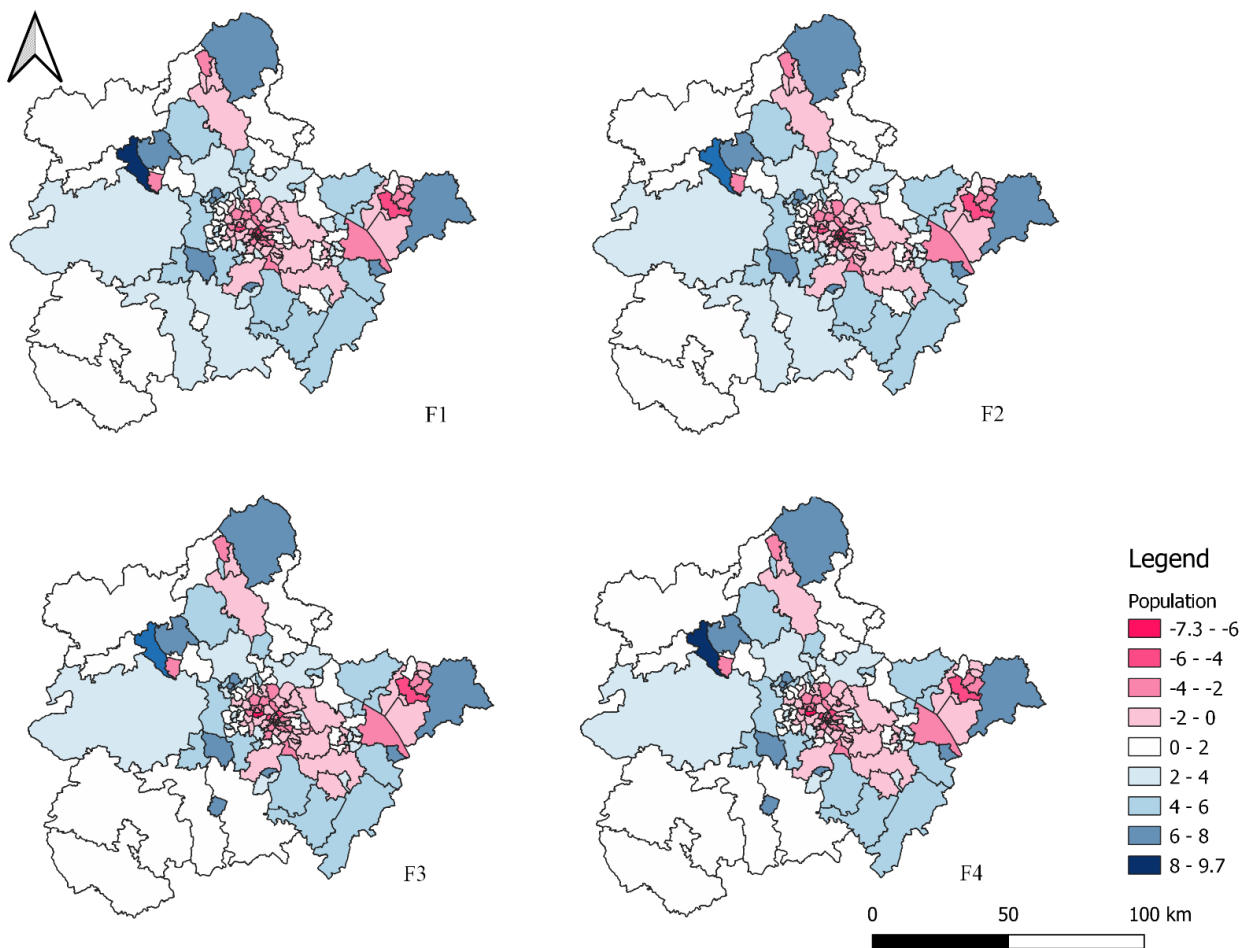 F1
F2
F3
F4
Legend
Population
-7.3 - -6
-6 - -4
-4 - -2
-2 - 0
0 - 2
2 - 4
4 - 6
6 - 8
8 - 9.7
0 50 100 km